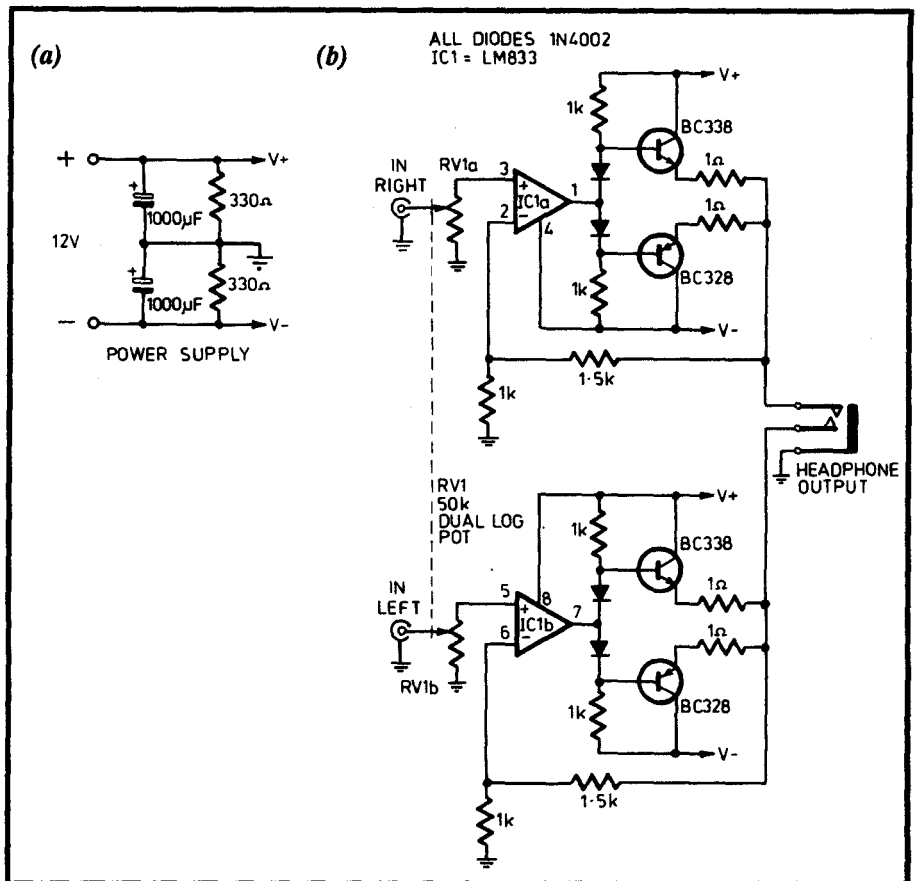 (a)
+
V+
1000µF
330Ω
12V
+
1000µF
330Ω
−
V-
POWER SUPPLY
(b)
ALL DIODES 1N4002
IC1 = LM833
V+
1k
BC338
1Ω
IN
RIGHT
RV1a
3
+
IC1a
1
2
−
4
1Ω
BC328
1k
V-
1·5k
1k
HEADPHONE
OUTPUT
RV1
50k
DUAL LOG
POT
V+
1k
BC338
1Ω
IN
LEFT
5
+
8
IC1b
7
6
−
1Ω
RV1b
BC328
1k
V-
1·5k
1k